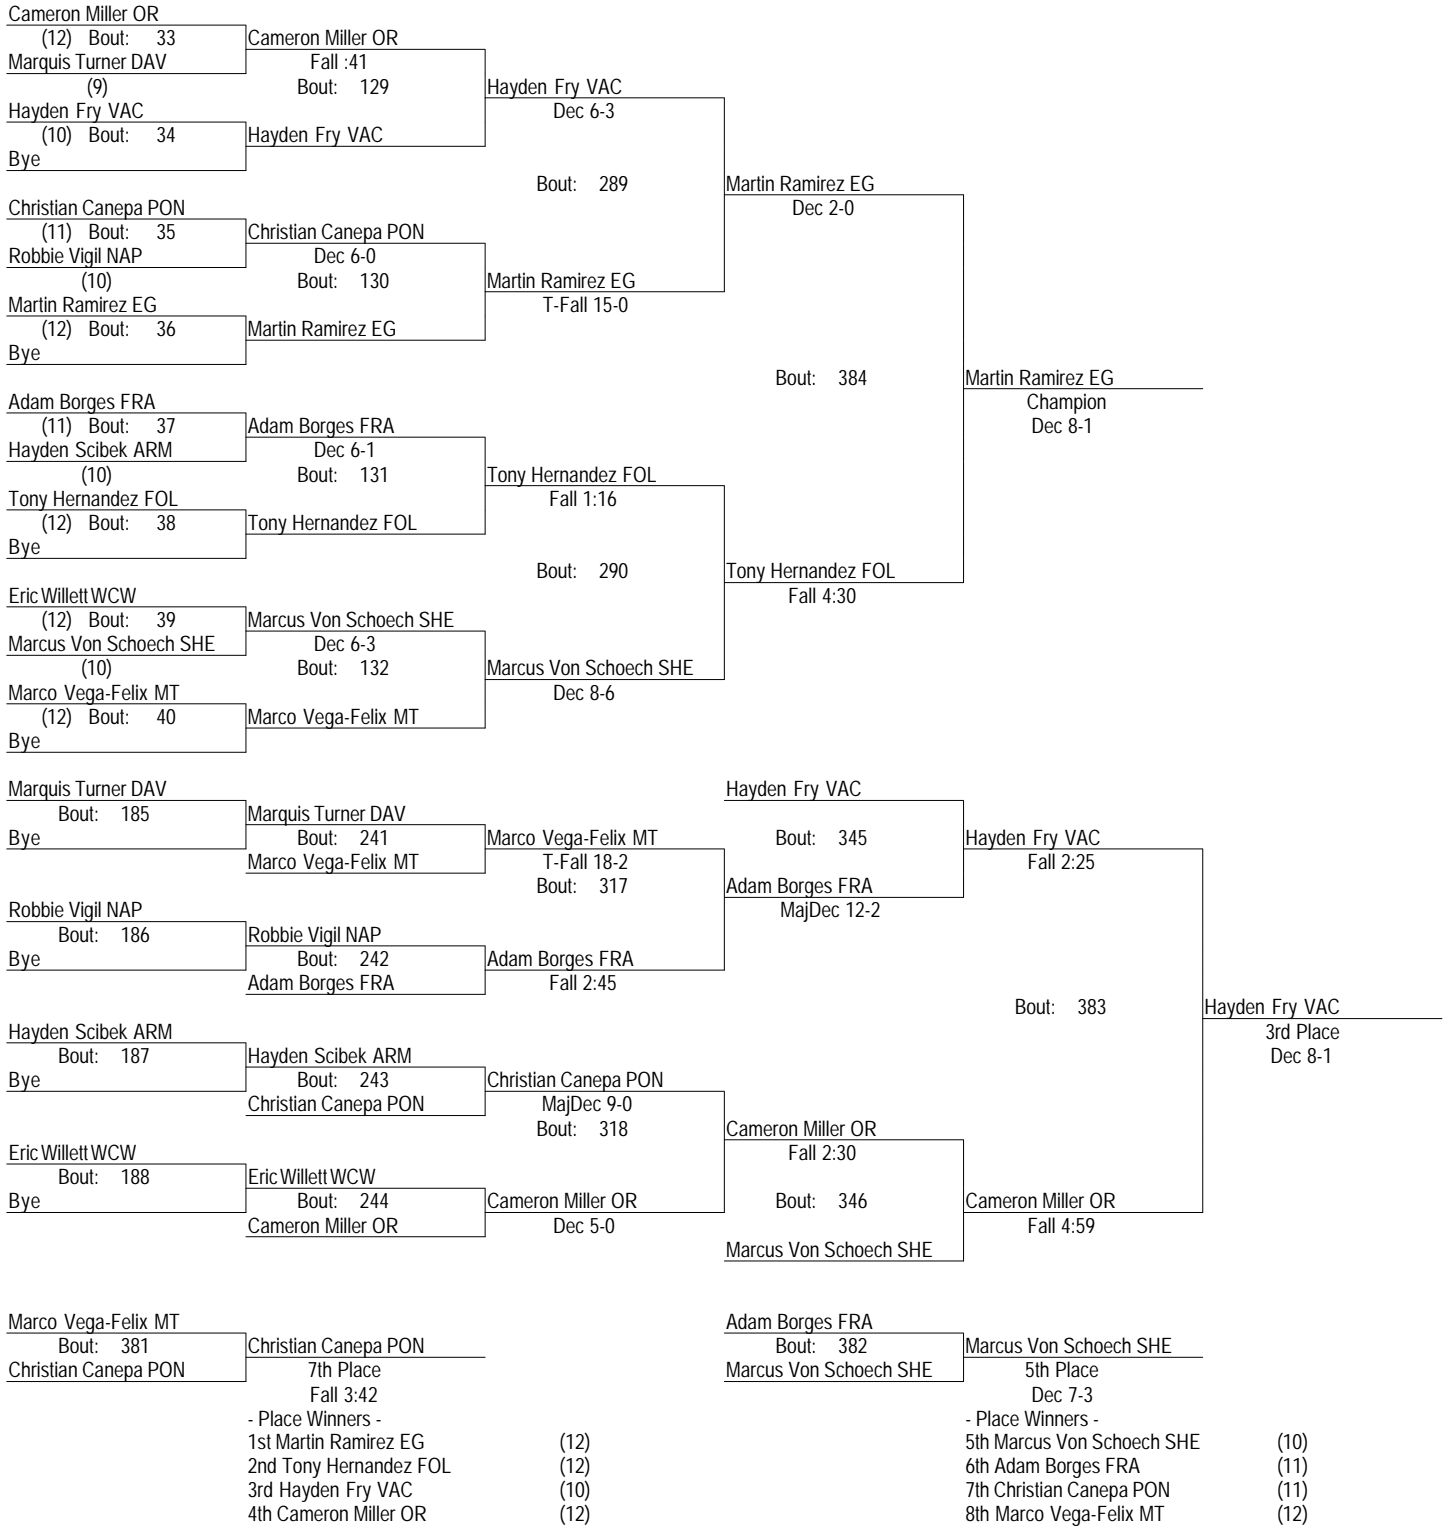 Cameron Miller OR
(12) Bout: 33 Cameron Miller OR
Marquis Turner DAV Fall :41
(9) Bout: 129 Hayden Fry VAC
Hayden Fry VAC Dec 6-3
(10) Bout: 34 Hayden Fry VAC
Bye
Bout: 289 Martin Ramirez EG
Christian Canepa PON Dec 2-0
(11) Bout: 35 Christian Canepa PON
Robbie Vigil NAP Dec 6-0
(10) Bout: 130 Martin Ramirez EG
Martin Ramirez EG T-Fall 15-0
(12) Bout: 36 Martin Ramirez EG
Bye
Bout: 384 Martin Ramirez EG
Adam Borges FRA Champion
(11) Bout: 37 Adam Borges FRA Dec 8-1
Hayden Scibek ARM Dec 6-1
(10) Bout: 131 Tony Hernandez FOL
Tony Hernandez FOL Fall 1:16
(12) Bout: 38 Tony Hernandez FOL
Bye
Bout: 290 Tony Hernandez FOL
Eric Willett WCW Fall 4:30
(12) Bout: 39 Marcus Von Schoech SHE
Marcus Von Schoech SHE Dec 6-3
(10) Bout: 132 Marcus Von Schoech SHE
Marco Vega-Felix MT Dec 8-6
(12) Bout: 40 Marco Vega-Felix MT
Bye
Marquis Turner DAV Hayden Fry VAC
Bout: 185 Marquis Turner DAV
Bye Bout: 241 Marco Vega-Felix MT Bout: 345 Hayden Fry VAC
Marco Vega-Felix MT T-Fall 18-2 Fall 2:25
Bout: 317 Adam Borges FRA
Robbie Vigil NAP MajDec 12-2
Bout: 186 Robbie Vigil NAP
Bye Bout: 242 Adam Borges FRA
Adam Borges FRA Fall 2:45
Bout: 383 Hayden Fry VAC
Hayden Scibek ARM 3rd Place
Bout: 187 Hayden Scibek ARM Dec 8-1
Bye Bout: 243 Christian Canepa PON
Christian Canepa PON MajDec 9-0
Bout: 318 Cameron Miller OR
Eric Willett WCW Fall 2:30
Bout: 188 Eric Willett WCW
Bye Bout: 244 Cameron Miller OR Bout: 346 Cameron Miller OR
Cameron Miller OR Dec 5-0 Fall 4:59
Marcus Von Schoech SHE
Marco Vega-Felix MT Adam Borges FRA
Bout: 381 Christian Canepa PON Bout: 382 Marcus Von Schoech SHE
Christian Canepa PON 7th Place Marcus Von Schoech SHE 5th Place
Fall 3:42 Dec 7-3
- Place Winners - - Place Winners -
1st Martin Ramirez EG (12) 5th Marcus Von Schoech SHE (10)
2nd Tony Hernandez FOL (12) 6th Adam Borges FRA (11)
3rd Hayden Fry VAC (10) 7th Christian Canepa PON (11)
4th Cameron Miller OR (12) 8th Marco Vega-Felix MT (12)